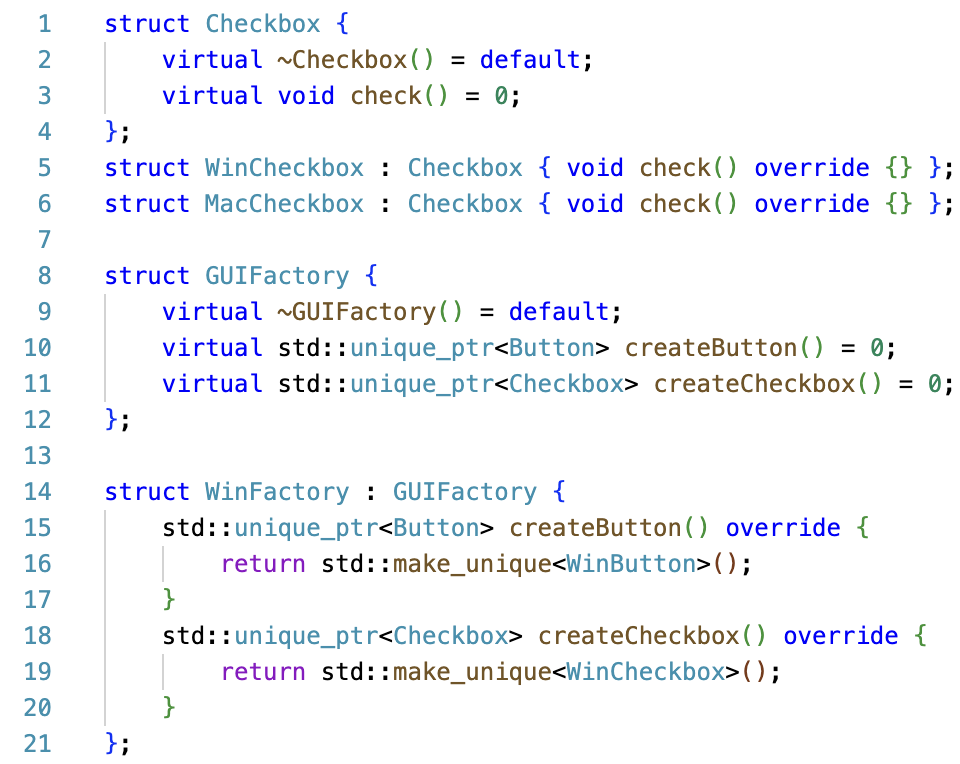 1 struct Checkbox {
2     virtual ~Checkbox() = default;
3     virtual void check() = 0;
4 };
5 struct WinCheckbox : Checkbox { void check() override {} };
6 struct MacCheckbox : Checkbox { void check() override {} };
7
8 struct GUIFactory {
9     virtual ~GUIFactory() = default;
10     virtual std::unique_ptr<Button> createButton() = 0;
11     virtual std::unique_ptr<Checkbox> createCheckbox() = 0;
12 };
13
14 struct WinFactory : GUIFactory {
15     std::unique_ptr<Button> createButton() override {
16         return std::make_unique<WinButton>();
17     }
18     std::unique_ptr<Checkbox> createCheckbox() override {
19         return std::make_unique<WinCheckbox>();
20     }
21 };